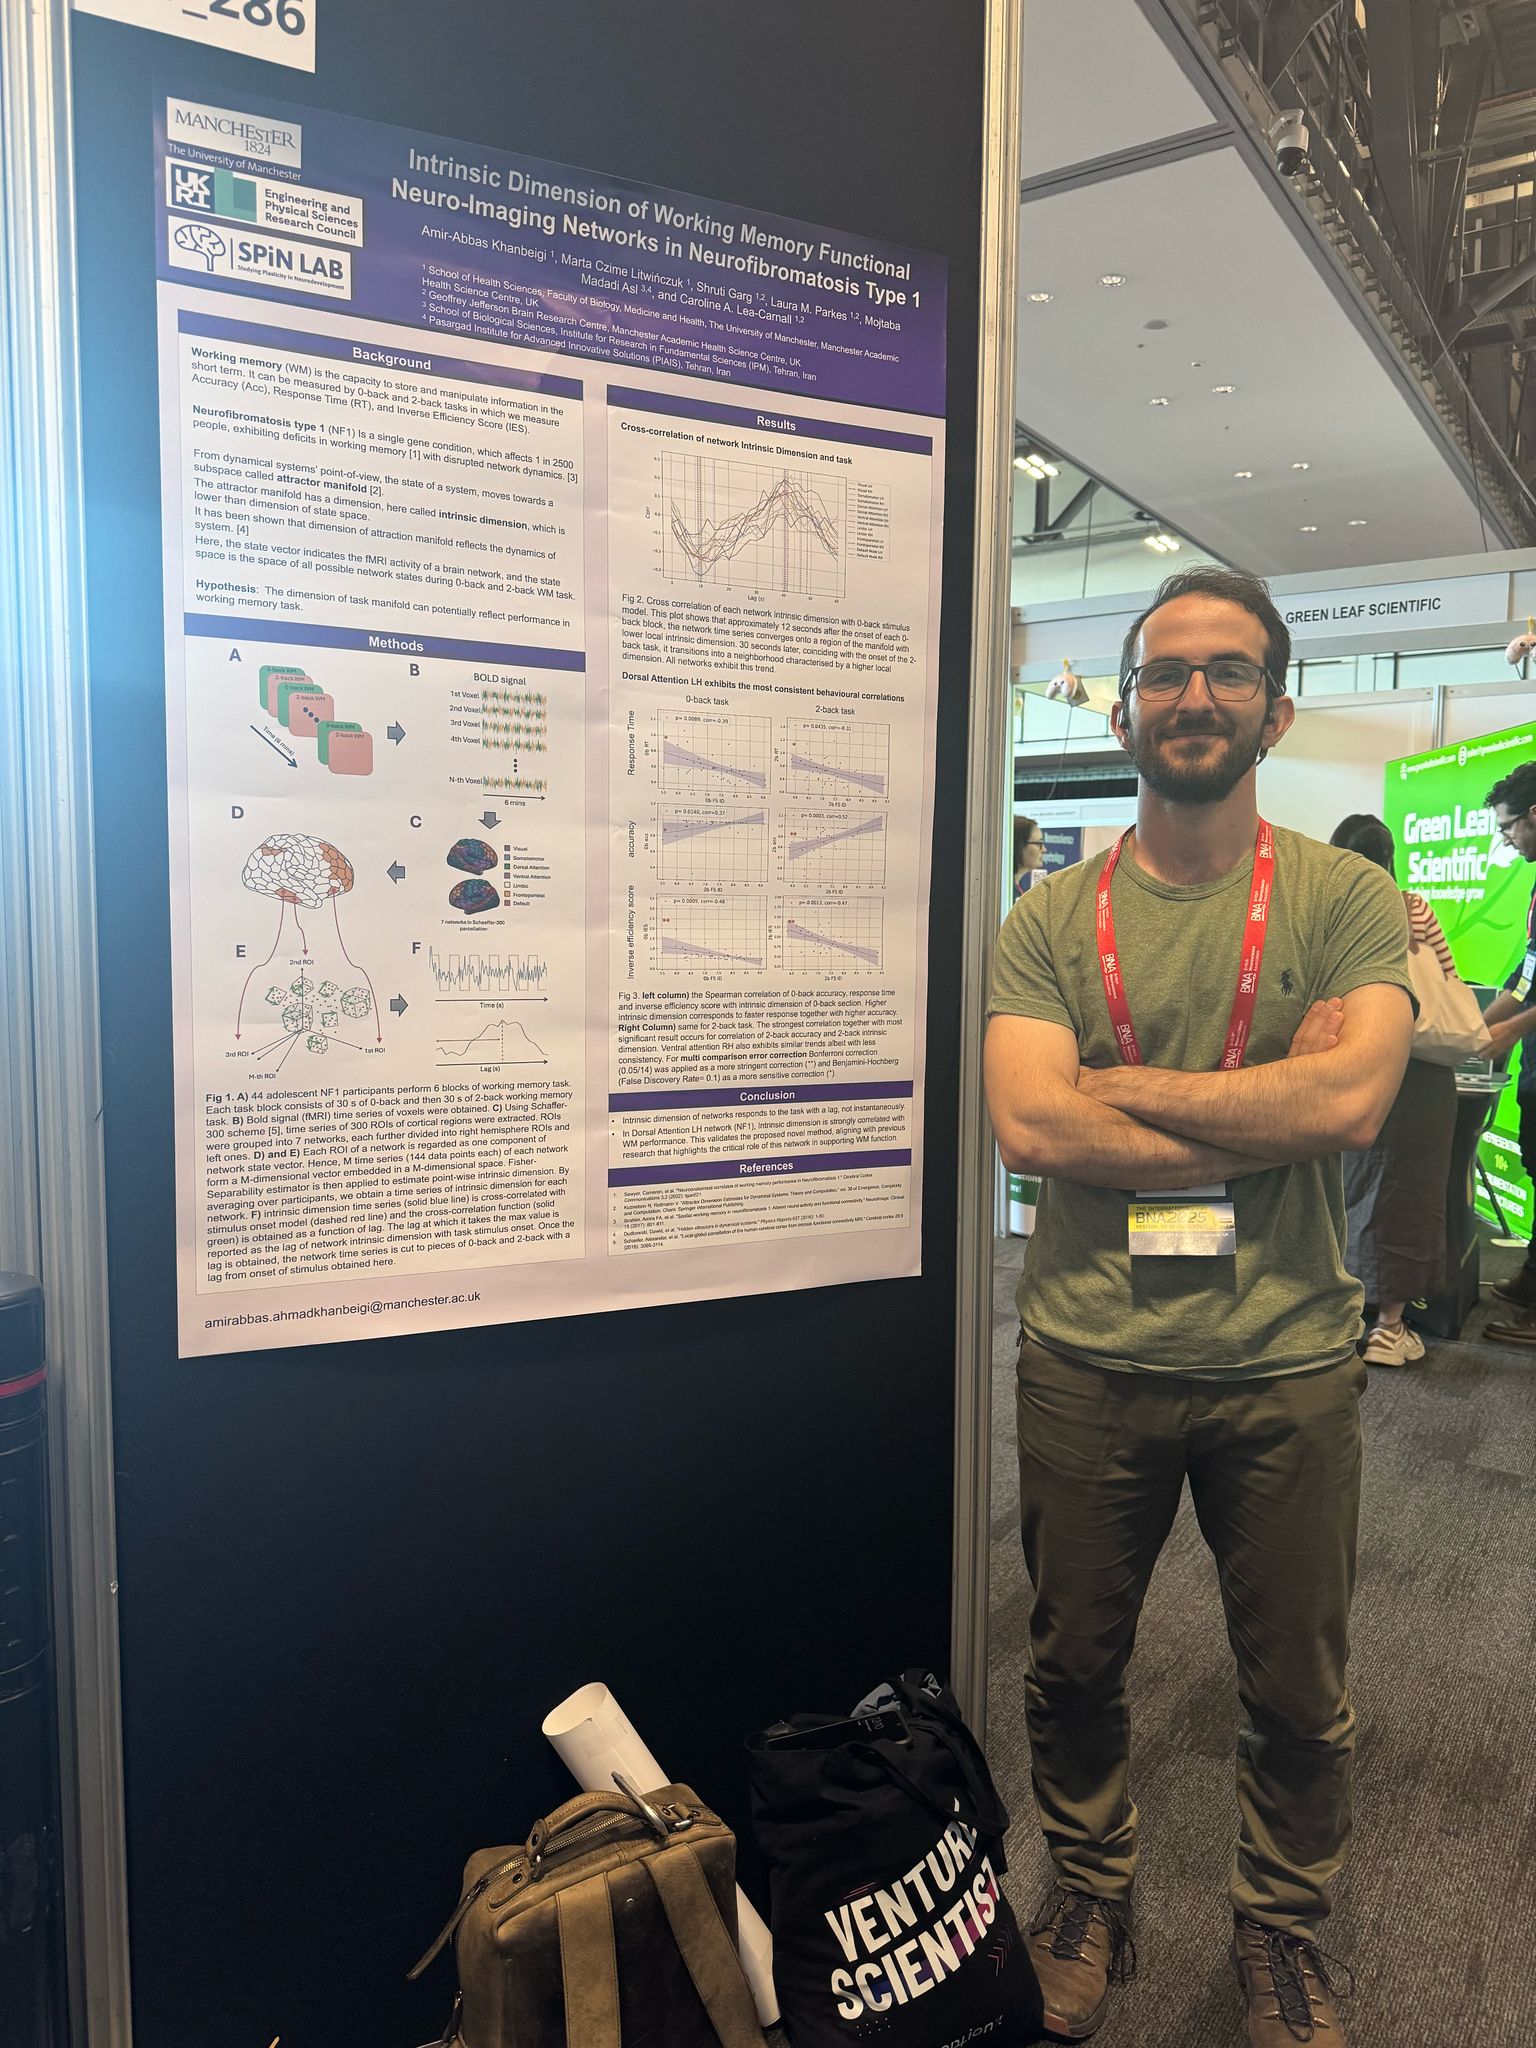 _286
MANCHESTER
1824
The University of Manchester
UK
RI
Engineering and
Physical Sciences
Research Council
SPiN LAB
Studying Plasticity in Neurodevelopment
Intrinsic Dimension of Working Memory Functional
Neuro-Imaging Networks in Neurofibromatosis Type 1
Amir-Abbas Khanbeigi 1, Marta Czime Litwińczuk 1, Shruti Garg 1,2, Laura M. Parkes 1,2, Mojtaba
Madadi Asl 3,4, and Caroline A. Lea-Carnall 1,2
1 School of Health Sciences, Faculty of Biology, Medicine and Health, The University of Manchester, Manchester Academic
Health Science Centre, UK
2 Geoffrey Jefferson Brain Research Centre, Manchester Academic Health Science Centre, UK
3 School of Biological Sciences, Institute for Research in Fundamental Sciences (IPM), Tehran, Iran
4 Pasargad Institute for Advanced Innovative Solutions (PIAIS), Tehran, Iran
Background
Working memory (WM) is the capacity to store and manipulate information in the
short term. It can be measured by 0-back and 2-back tasks in which we measure
Accuracy (Acc), Response Time (RT), and Inverse Efficiency Score (IES).
Neurofibromatosis type 1 (NF1) Is a single gene condition, which affects 1 in 2500
people, exhibiting deficits in working memory [1] with disrupted network dynamics. [3]
From dynamical systems' point-of-view, the state of a system, moves towards a
subspace called attractor manifold [2].
The attractor manifold has a dimension, here called intrinsic dimension, which is
lower than dimension of state space.
It has been shown that dimension of attraction manifold reflects the dynamics of
system. [4]
Here, the state vector indicates the fMRI activity of a brain network, and the state
space is the space of all possible network states during 0-back and 2-back WM task.
Hypothesis: The dimension of task manifold can potentially reflect performance in
working memory task.
Methods
A
0-back WM
2-back WM
0-back WM
2-back WM
0-back WM
2-back WM
Time (6 mins)
B
BOLD signal
1st Voxel
2nd Voxel
3rd Voxel
4th Voxel
N-th Voxel
6 mins
D
C
Visual
Somatomotor
Dorsal Attention
Ventral Attention
Limbic
Frontoparietal
Default
7 networks in Schaeffer-300
parcellation
E
2nd ROI
3rd ROI
1st ROI
M-th ROI
F
Time (s)
Lag (s)
Fig 1. A) 44 adolescent NF1 participants perform 6 blocks of working memory task.
Each task block consists of 30 s of 0-back and then 30 s of 2-back working memory
task. B) Bold signal (fMRI) time series of voxels were obtained. C) Using Schaffer-
300 scheme [5], time series of 300 ROIs of cortical regions were extracted. ROIs
were grouped into 7 networks, each further divided into right hemisphere ROIs and
left ones. D) and E) Each ROI of a network is regarded as one component of
network state vector. Hence, M time series (144 data points each) of each network
form a M-dimensional vector embedded in a M-dimensional space. Fisher-
Separability estimator is then applied to estimate point-wise intrinsic dimension. By
averaging over participants, we obtain a time series of intrinsic dimension for each
network. F) intrinsic dimension time series (solid blue line) is cross-correlated with
stimulus onset model (dashed red line) and the cross-correlation function (solid
green) is obtained as a function of lag. The lag at which it takes the max value is
reported as the lag of network intrinsic dimension with task stimulus onset. Once the
lag is obtained, the network time series is cut to pieces of 0-back and 2-back with a
lag from onset of stimulus obtained here.
amirabbas.ahmadkhanbeigi@manchester.ac.uk
Results
Cross-correlation of network Intrinsic Dimension and task
Corr
Lag (s)
Fig 2. Cross correlation of each network intrinsic dimension with 0-back stimulus
model. This plot shows that approximately 12 seconds after the onset of each 0-
back block, the network time series converges onto a region of the manifold with
lower local intrinsic dimension. 30 seconds later, coinciding with the onset of the 2-
back task, it transitions into a neighborhood characterised by a higher local
dimension. All networks exhibit this trend.
Dorsal Attention LH exhibits the most consistent behavioural correlations
0-back task
2-back task
Response Time
p= 0.0089, corr=-0.39
p= 0.0435, corr=-0.31
0b FS ID
2b FS ID
accuracy
p= 0.0140, corr=0.37
p= 0.0003, corr=0.52
0b FS ID
2b FS ID
Inverse efficiency score
p= 0.0009, corr=-0.48
p= 0.0013, corr=-0.47
0b FS ID
2b FS ID
Fig 3. left column) the Spearman correlation of 0-back accuracy, response time
and inverse efficiency score with intrinsic dimension of 0-back section. Higher
intrinsic dimension corresponds to faster response together with higher accuracy.
Right Column) same for 2-back task. The strongest correlation together with most
significant result occurs for correlation of 2-back accuracy and 2-back intrinsic
dimension. Ventral attention RH also exhibits similar trends albeit with less
consistency. For multi comparison error correction Bonferroni correction
(0.05/14) was applied as a more stringent correction (**) and Benjamini-Hochberg
(False Discovery Rate= 0.1) as a more sensitive correction (*).
Conclusion
Intrinsic dimension of networks responds to the task with a lag, not instantaneously.
In Dorsal Attention LH network (NF1), Intrinsic dimension is strongly correlated with
WM performance. This validates the proposed novel method, aligning with previous
research that highlights the critical role of this network in supporting WM function
References
GREEN LEAF SCIENTIFIC
Green Leaf
Scientific
BNA
BNA
BNA
BNA
BNA2025
VENTURE
SCIENTIST